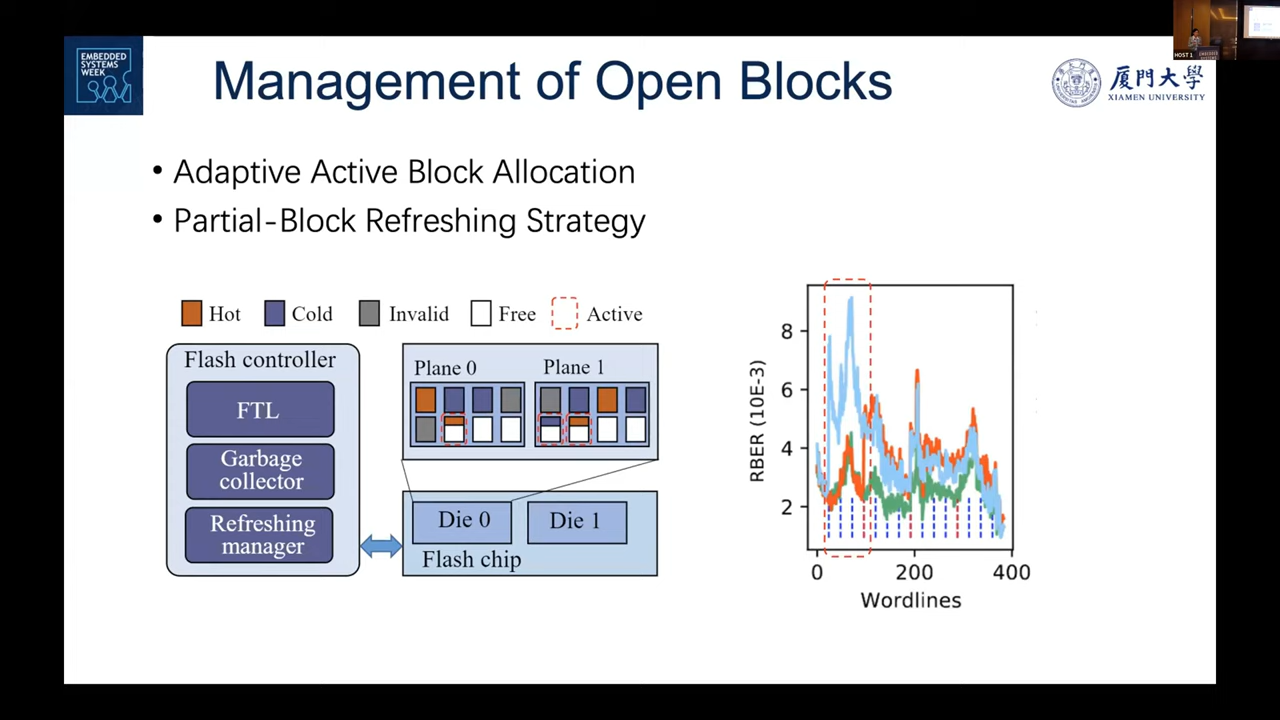 EMBEDDED
SYSTEMS
WEEK
Management of Open Blocks
厦門大學
XIAMEN UNIVERSITY
HOST 1
• Adaptive Active Block Allocation
• Partial-Block Refreshing Strategy
Hot Cold Invalid Free Active
Flash controller
FTL
Garbage
collector
Refreshing
manager
Plane 0 Plane 1
Die 0 Die 1
Flash chip
RBER (10E-3)
8
6
4
2
0 200 400
Wordlines